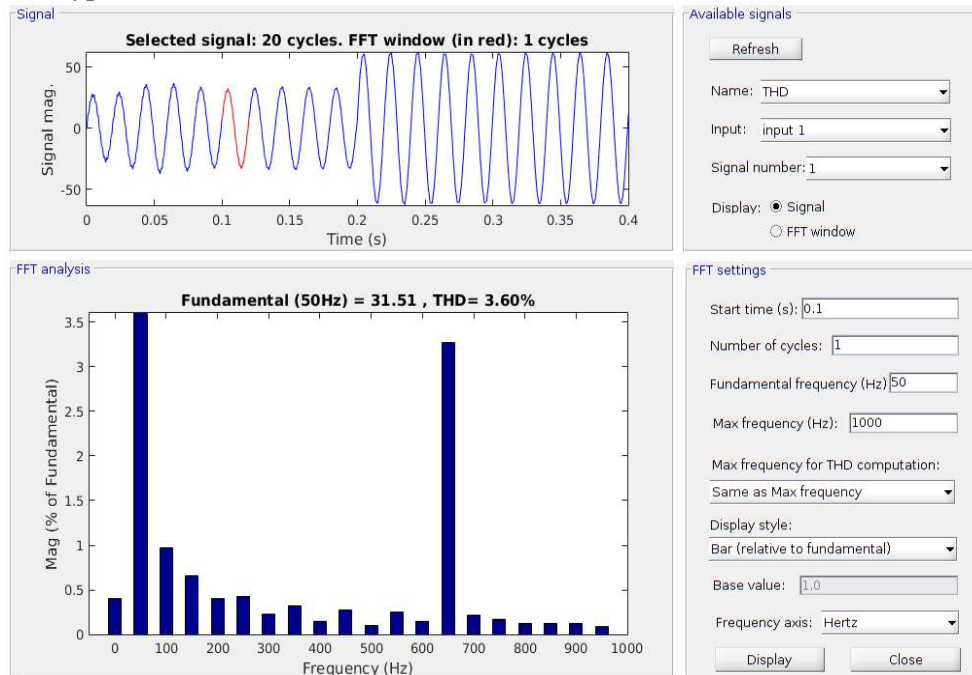 Signal
Selected signal: 20 cycles. FFT window (in red): 1 cycles
Signal mag.
50
0
-50
0 0.05 0.1 0.15 0.2 0.25 0.3 0.35 0.4
Time (s)
Available signals
Refresh
Name: THD
Input: input 1
Signal number: 1
Display: Signal
FFT window
FFT analysis
Fundamental (50Hz) = 31.51 , THD= 3.60%
Mag (% of Fundamental)
3.5
3
2.5
2
1.5
1
0.5
0
0 100 200 300 400 500 600 700 800 900 1000
Frequency (Hz)
FFT settings
Start time (s): 0.1
Number of cycles: 1
Fundamental frequency (Hz) 50
Max frequency (Hz): 1000
Max frequency for THD computation:
Same as Max frequency
Display style:
Bar (relative to fundamental)
Base value: 1.0
Frequency axis: Hertz
Display Close